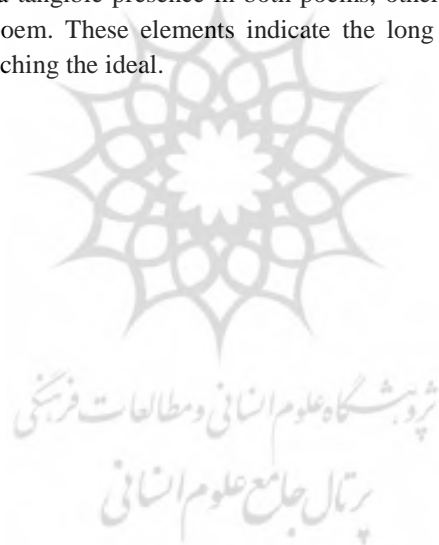 a tangible presence in both poems, other
oem. These elements indicate the long
ching the ideal.
پژوهشگاه علوم انسانی و مطالعات فرهنگی
پرتال جامع علوم انسانی